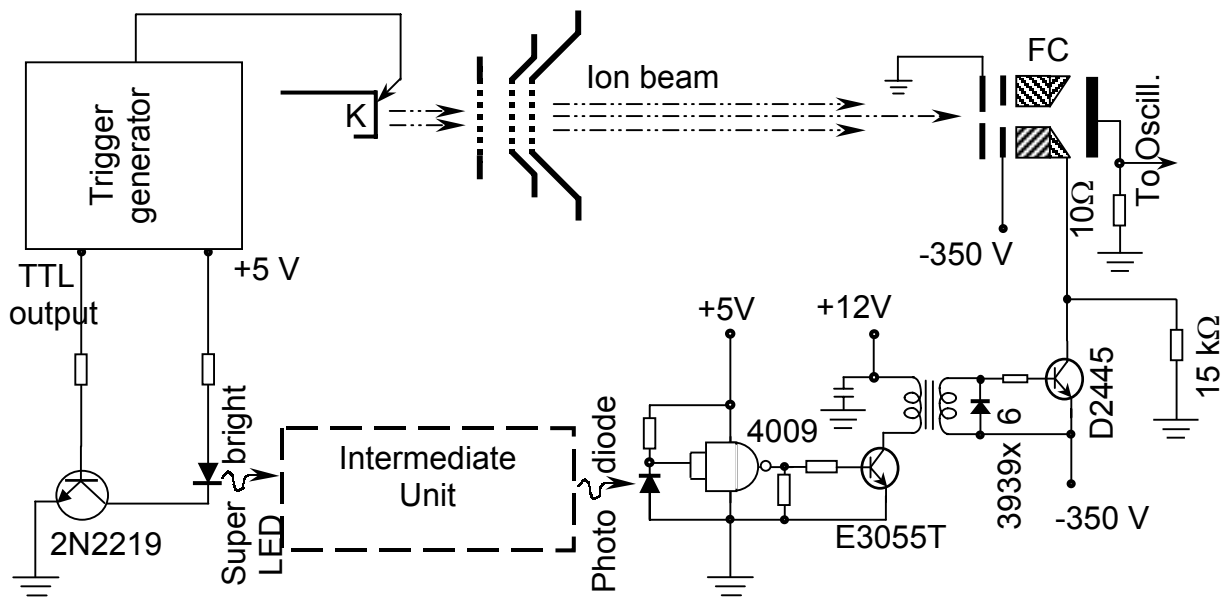 Trigger
generator
K
Ion beam
FC
To Oscill.
10Ω
-350 V
15 kΩ
TTL
output
+5 V
2N2219
Super bright
LED
Intermediate
Unit
Photo diode
+5V
4009
+12V
E3055T
3939x 6
D2445
-350 V